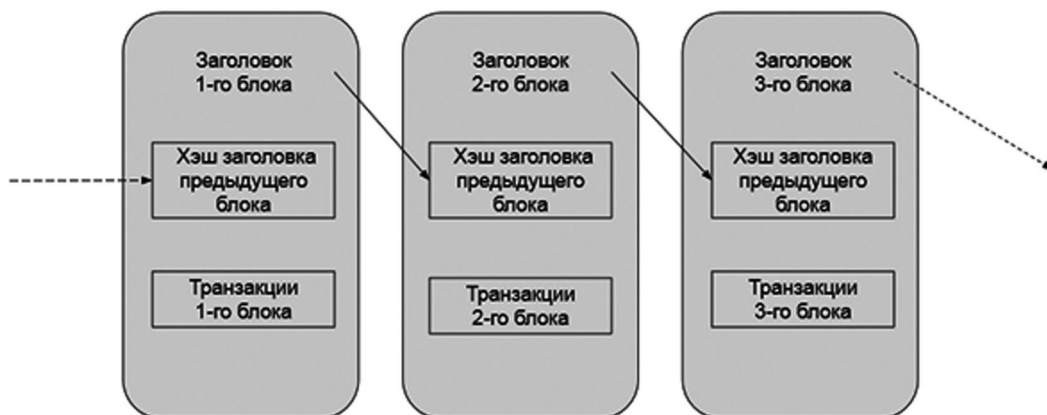 Заголовок
1-го блока
Хэш заголовка
предыдущего
блока
Транзакции
1-го блока
Заголовок
2-го блока
Хэш заголовка
предыдущего
блока
Транзакции
2-го блока
Заголовок
3-го блока
Хэш заголовка
предыдущего
блока
Транзакции
3-го блока